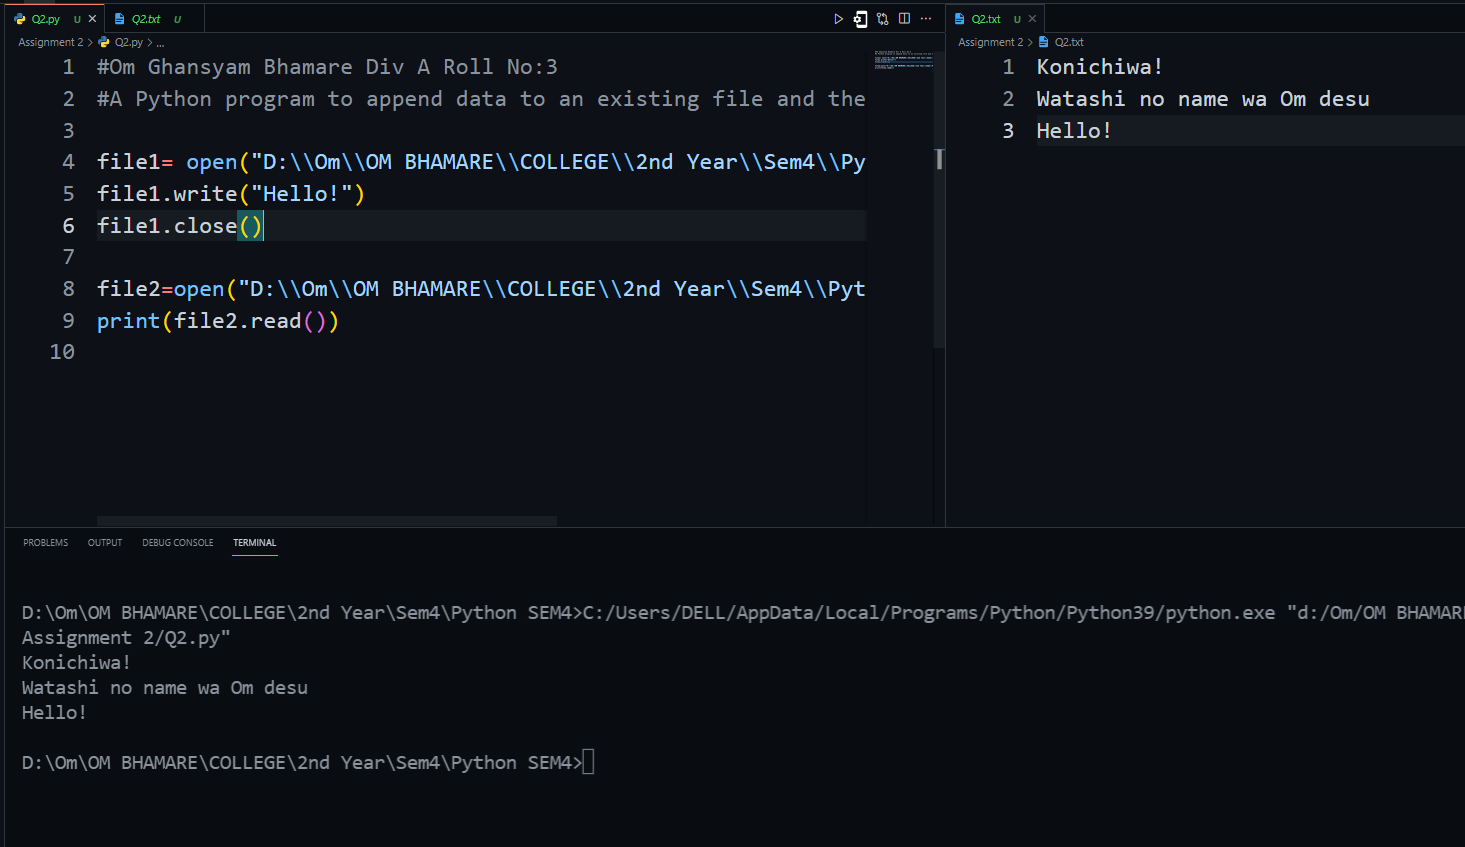 Q2.py U Q2.txt U
Assignment 2 > Q2.py > ...
1 #Om Ghansyam Bhamare Div A Roll No:3
2 #A Python program to append data to an existing file and the
3
4 file1= open("D:\\Om\\OM BHAMARE\\COLLEGE\\2nd Year\\Sem4\\Py
5 file1.write("Hello!")
6 file1.close()
7
8 file2=open("D:\\Om\\OM BHAMARE\\COLLEGE\\2nd Year\\Sem4\\Pyt
9 print(file2.read())
10
Q2.txt U
Assignment 2 > Q2.txt
1 Konichiwa!
2 Watashi no name wa Om desu
3 Hello!
PROBLEMS OUTPUT DEBUG CONSOLE TERMINAL
D:\Om\OM BHAMARE\COLLEGE\2nd Year\Sem4\Python SEM4>C:/Users/DELL/AppData/Local/Programs/Python/Python39/python.exe "d:/Om/OM BHAMAR
Assignment 2/Q2.py"
Konichiwa!
Watashi no name wa Om desu
Hello!
D:\Om\OM BHAMARE\COLLEGE\2nd Year\Sem4\Python SEM4>